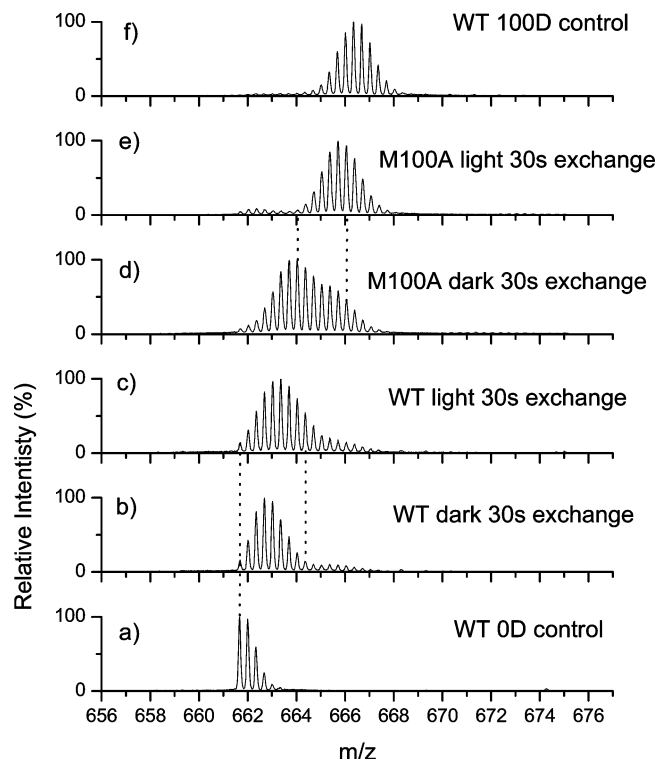 100
f)
WT 100D control
0
100
e)
M100A light 30s exchange
0
100
d)
M100A dark 30s exchange
0
100
c)
WT light 30s exchange
0
100
b)
WT dark 30s exchange
0
100
a)
WT 0D control
0
656 658 660 662 664 666 668 670 672 674 676
m/z
Relative Intentisty (%)